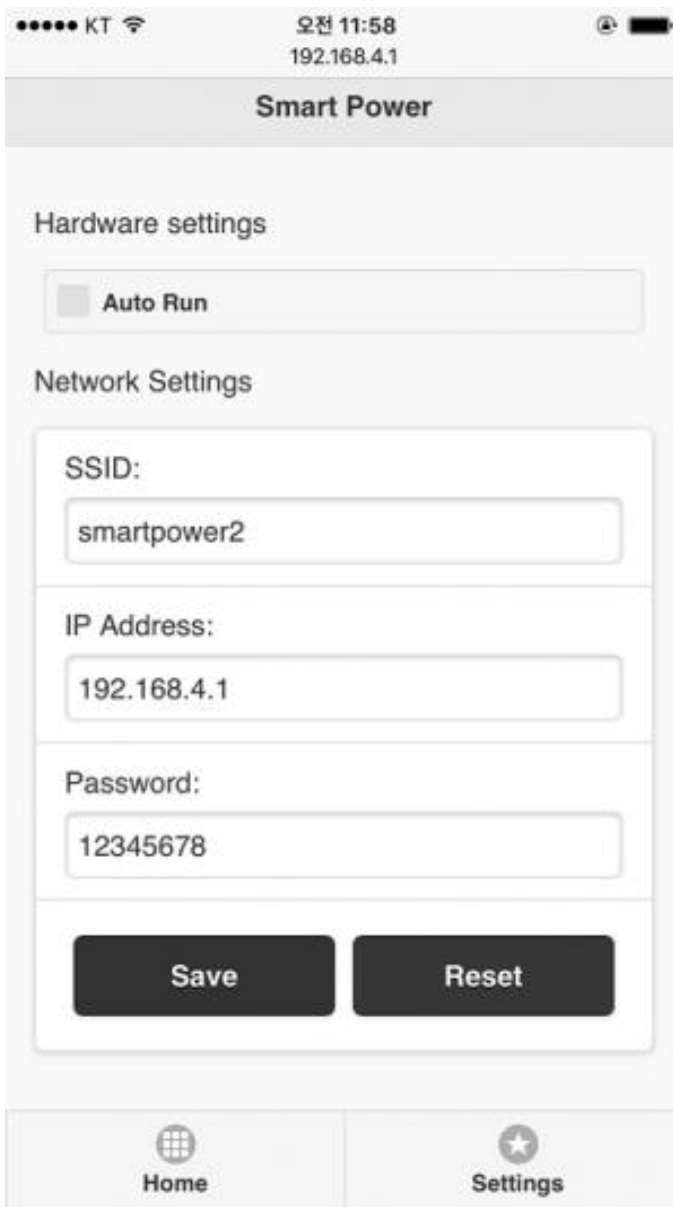 KT
오전 11:58
192.168.4.1
Smart Power
Hardware settings
Auto Run
Network Settings
SSID:
smartpower2
IP Address:
192.168.4.1
Password:
12345678
Save Reset
Home Settings